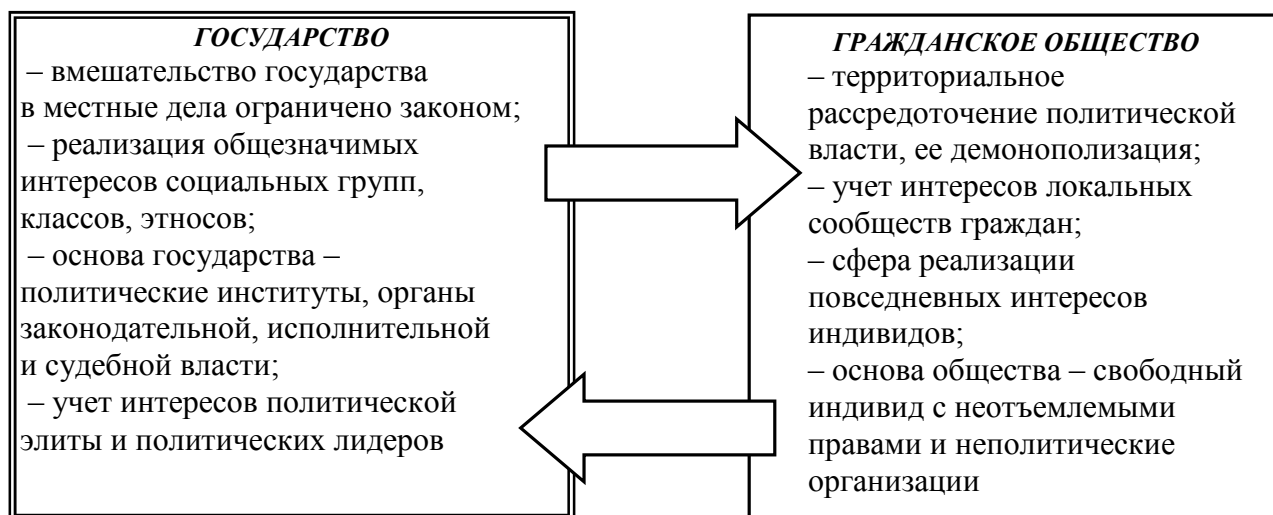 ГОСУДАРСТВО
– вмешательство государства
в местные дела ограничено законом;
– реализация общезначимых
интересов социальных групп,
классов, этносов;
– основа государства –
политические институты, органы
законодательной, исполнительной
и судебной власти;
– учет интересов политической
элиты и политических лидеров
ГРАЖДАНСКОЕ ОБЩЕСТВО
– территориальное
рассредоточение политической
власти, ее демонополизация;
– учет интересов локальных
сообществ граждан;
– сфера реализации
повседневных интересов
индивидов;
– основа общества – свободный
индивид с неотъемлемыми
правами и неполитические
организации